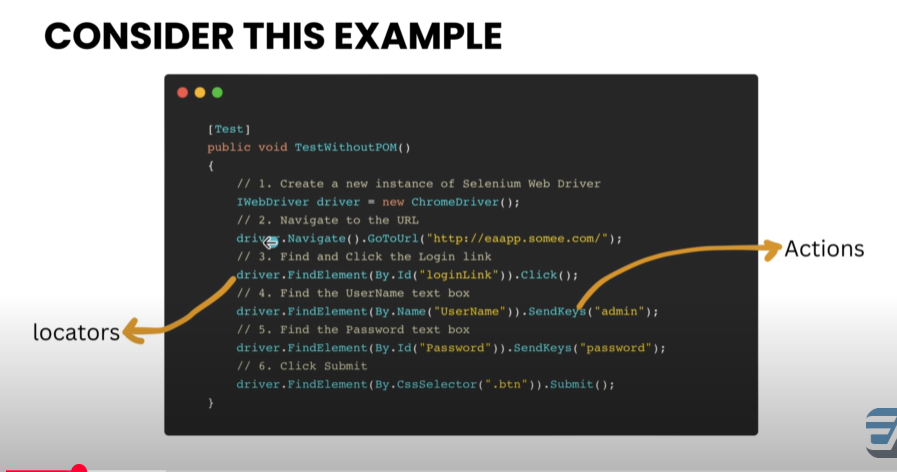 CONSIDER THIS EXAMPLE
[Test]
public void TestWithoutPOM()
{
// 1. Create a new instance of Selenium Web Driver
IWebDriver driver = new ChromeDriver();
// 2. Navigate to the URL
driver.Navigate().GoToUrl("http://eaapp.somee.com/");
// 3. Find and Click the Login link
driver.FindElement(By.Id("loginLink")).Click();
// 4. Find the UserName text box
driver.FindElement(By.Name("UserName")).SendKeys("admin");
// 5. Find the Password text box
driver.FindElement(By.Id("Password")).SendKeys("password");
// 6. Click Submit
driver.FindElement(By.CssSelector(".btn")).Submit();
}
Actions
locators